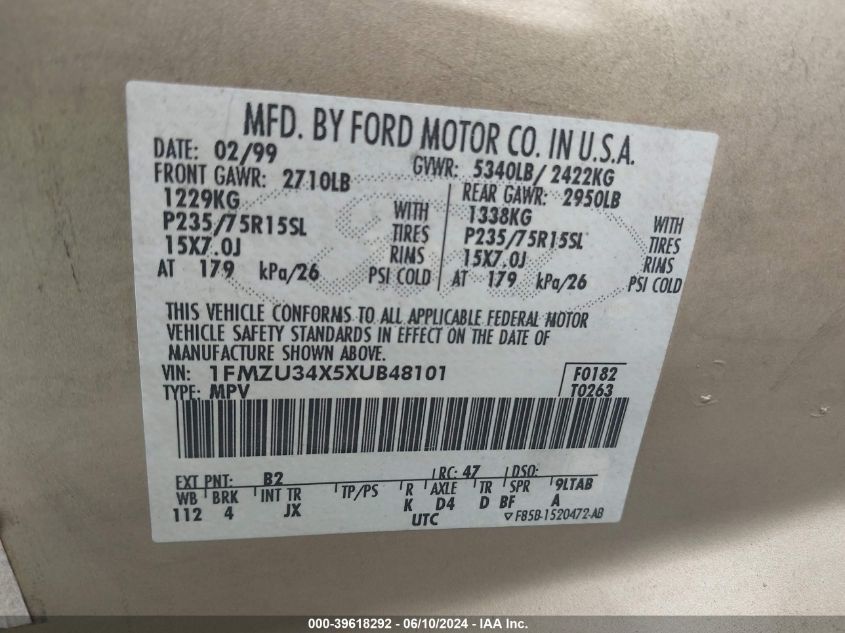 MFD. BY FORD MOTOR CO. IN U.S.A.
DATE: 02/99 GVWR: 5340LB/2422KG
FRONT GAWR: 2710LB REAR GAWR: 2950LB
1229KG WITH 1338KG WITH
P235/75R15SL TIRES P235/75R15SL TIRES
15X7.0J RIMS 15X7.0J RIMS
AT 179 kPa/26 PSI COLD AT 179 kPa/26 PSI COLD
THIS VEHICLE CONFORMS TO ALL APPLICABLE FEDERAL MOTOR
VEHICLE SAFETY STANDARDS IN EFFECT ON THE DATE OF
MANUFACTURE SHOWN ABOVE.
VIN: 1FMZU34X5XUB48101 F0182
TYPE: MPV T0263
EXT PNT: B2 RC: 47 DSO:
WB BRK INT TR TP/PS R AXLE TR SPR 9LTAB
112 4 JX K D4 D BF A
UTC ▽F85B-1520472-AB
000-39618292 - 06/10/2024 - IAA Inc.